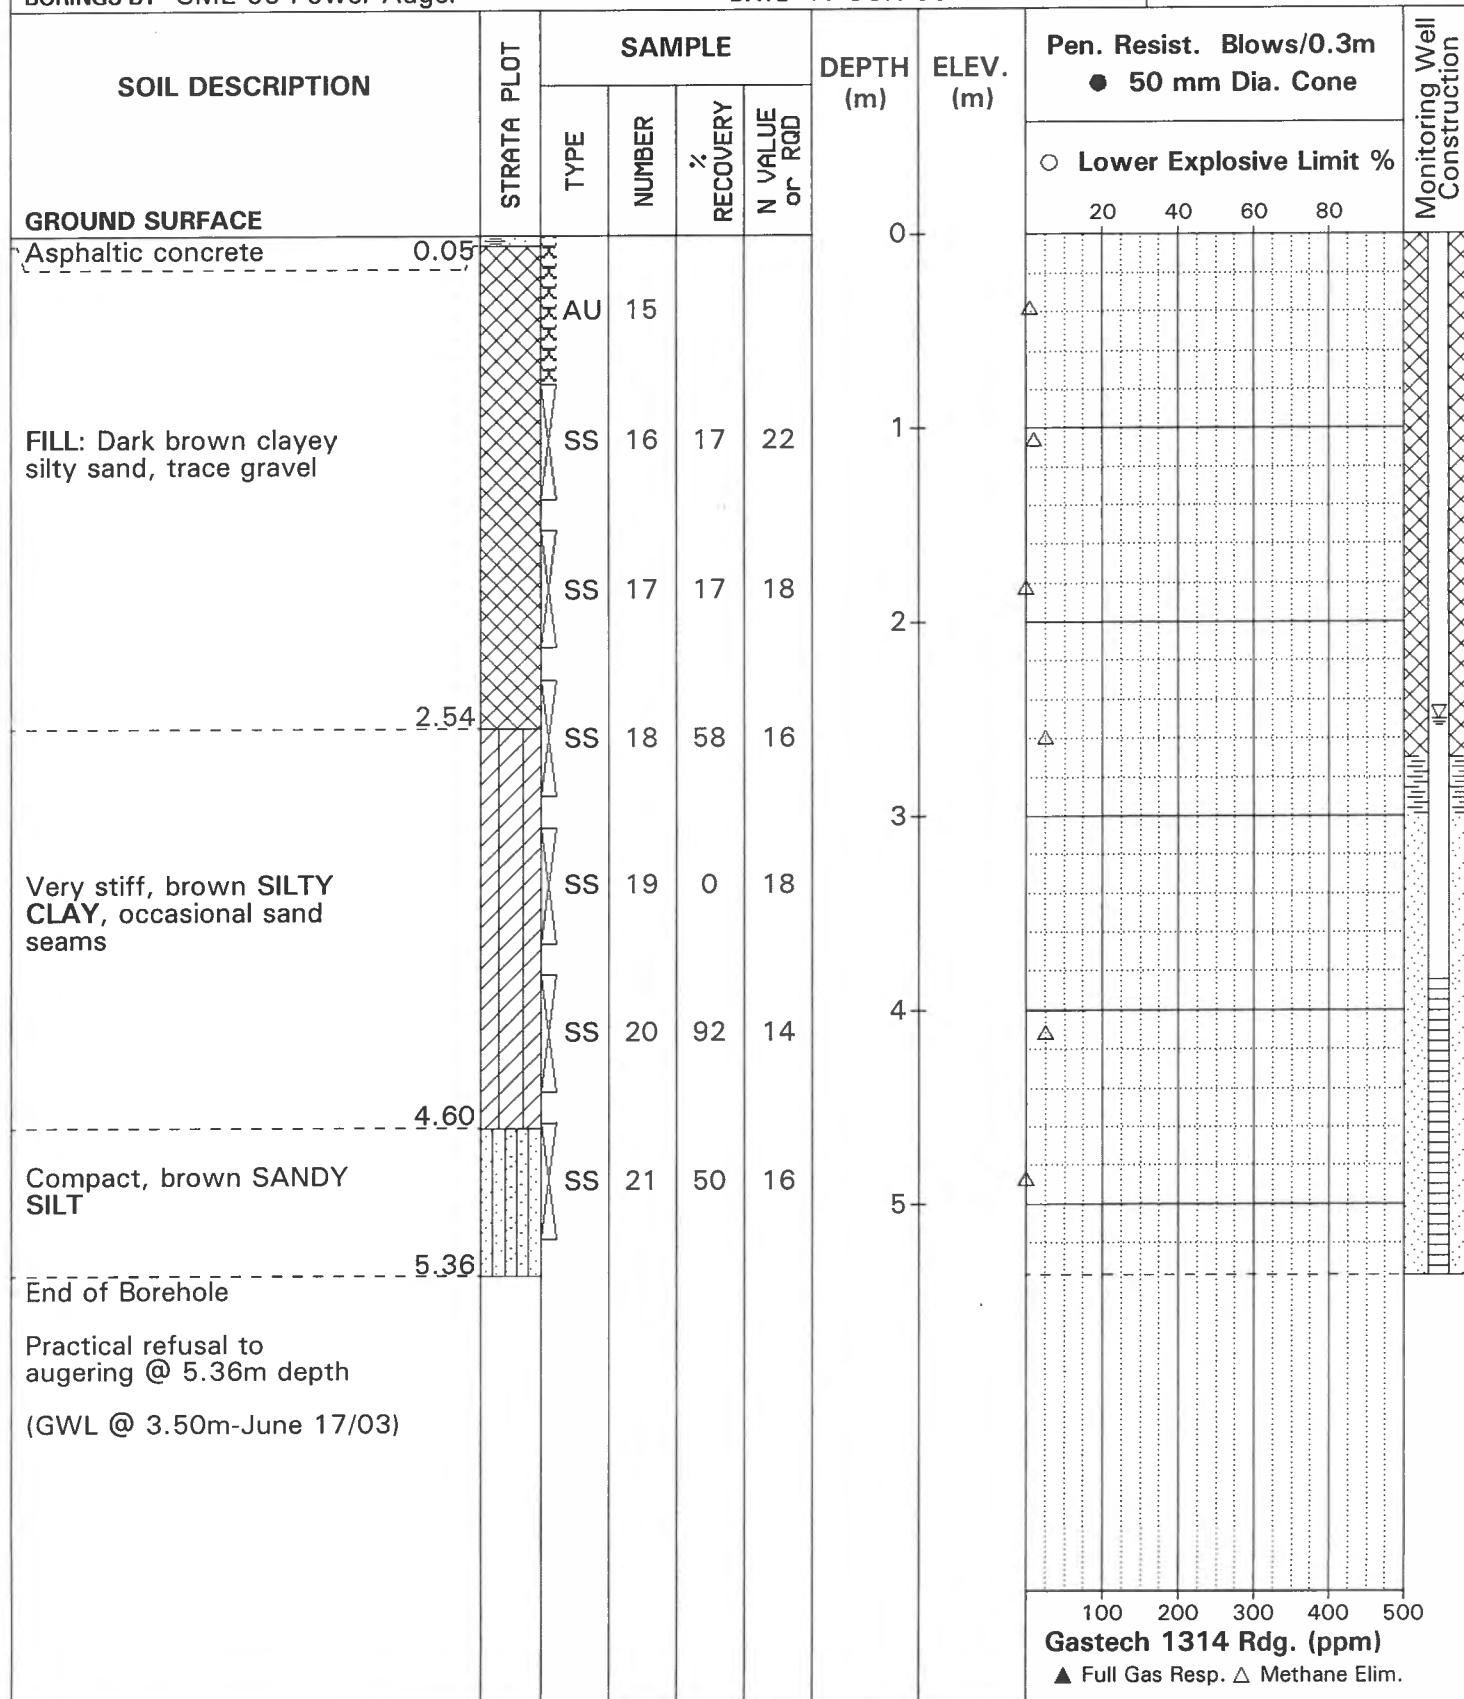 SOIL DESCRIPTION
GROUND SURFACE
STRATA PLOT
SAMPLE
TYPE
NUMBER
% RECOVERY
N VALUE or RQD
DEPTH (m)
ELEV. (m)
Pen. Resist. Blows/0.3m
● 50 mm Dia. Cone
○ Lower Explosive Limit %
20 40 60 80
Monitoring Well Construction
Asphaltic concrete 0.05
AU 15
FILL: Dark brown clayey
silty sand, trace gravel
SS 16 17 22
SS 17 17 18
2.54
SS 18 58 16
Very stiff, brown SILTY
CLAY, occasional sand
seams
SS 19 0 18
SS 20 92 14
4.60
Compact, brown SANDY
SILT
SS 21 50 16
5.36
End of Borehole
Practical refusal to
augering @ 5.36m depth
(GWL @ 3.50m-June 17/03)
0
1
2
3
4
5
100 200 300 400 500
Gastech 1314 Rdg. (ppm)
▲ Full Gas Resp. △ Methane Elim.